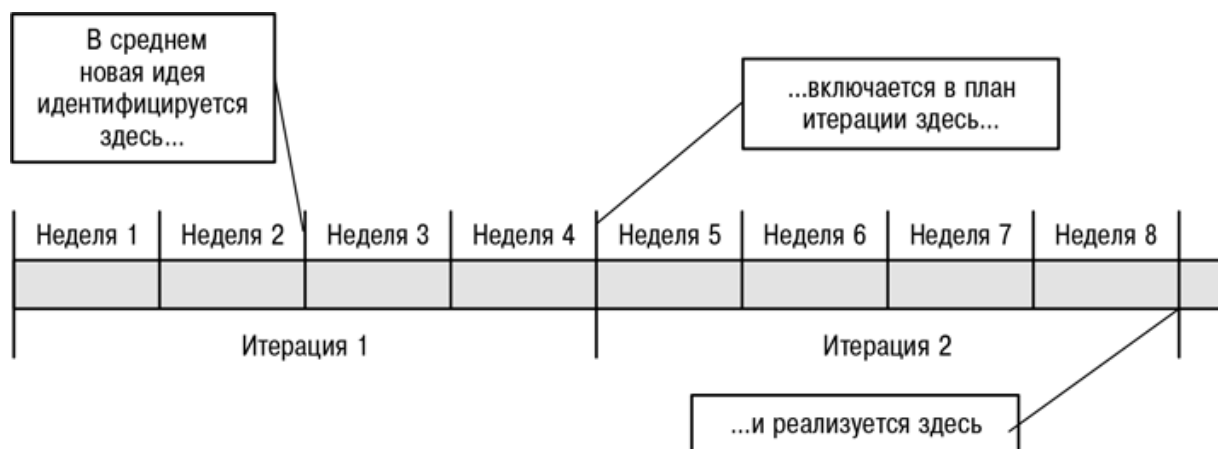 В среднем
новая идея
идентифицируется
здесь...
...включается в план
итерации здесь...
Неделя 1 Неделя 2 Неделя 3 Неделя 4 Неделя 5 Неделя 6 Неделя 7 Неделя 8
Итерация 1 Итерация 2
...и реализуется здесь